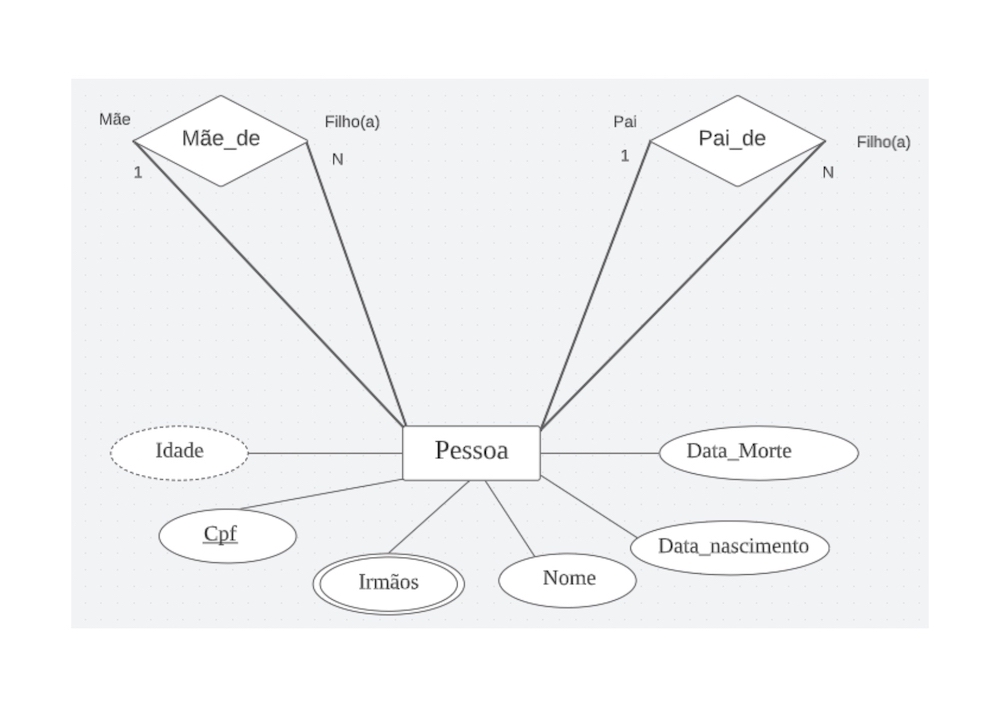 Mãe
Mãe_de
Filho(a)
1
N
Pai
Pai_de
Filho(a)
1
N
Pessoa
Idade
Data_Morte
Cpf
Data_nascimento
Irmãos
Nome